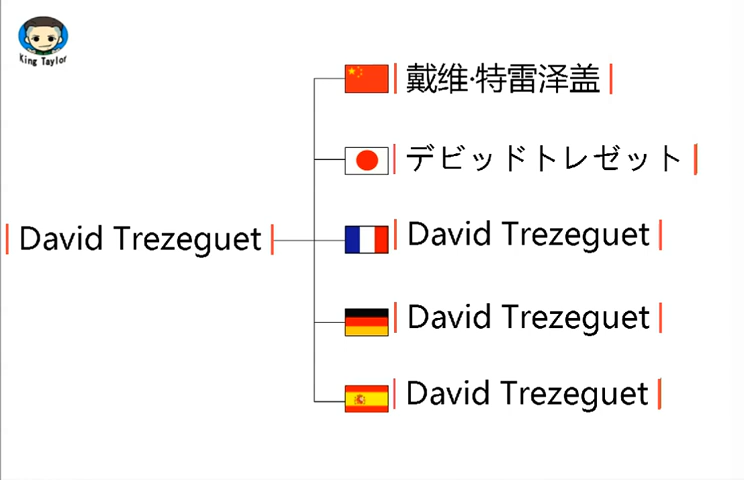 King Taylor
戴维·特雷泽盖
デビッドトレゼット
David Trezeguet
David Trezeguet
David Trezeguet
David Trezeguet